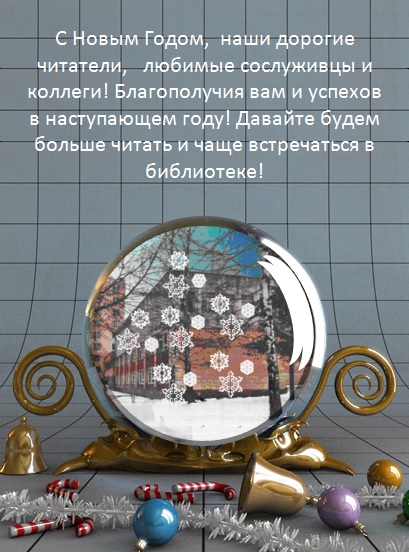 С Новым Годом,  наши дорогие
читатели,   любимые сослуживцы и
коллеги! Благополучия вам и успехов
в наступающем году! Давайте будем
больше читать и чаще встречаться в
библиотеке!